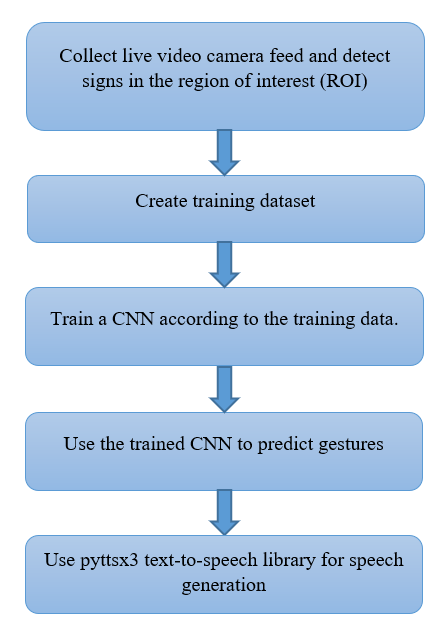 Collect live video camera feed and detect
signs in the region of interest (ROI)
Create training dataset
Train a CNN according to the training data.
Use the trained CNN to predict gestures
Use pyttsx3 text-to-speech library for speech
generation